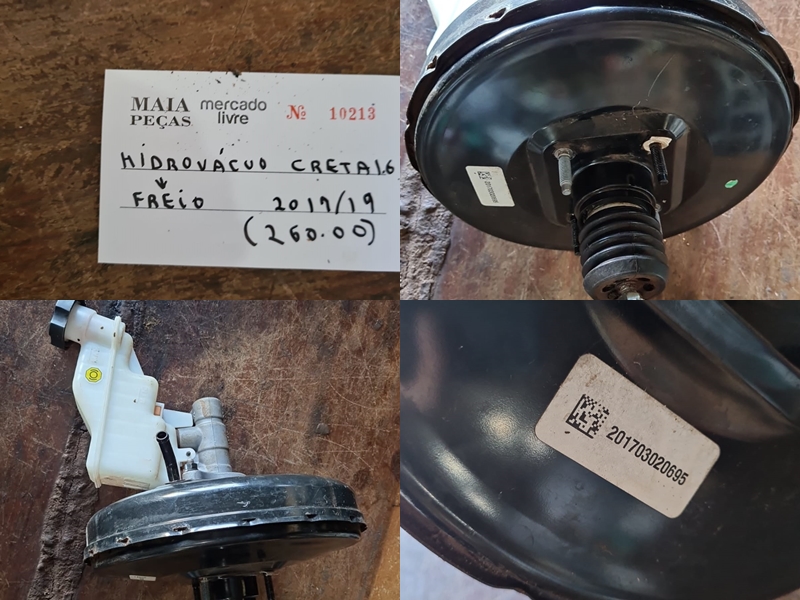 MAIA
PEÇAS
mercado
livre
Nº 10213
HIDROVÁCUO CRETA 1.6
FREIO 2017/19
(260.00)
201703020695